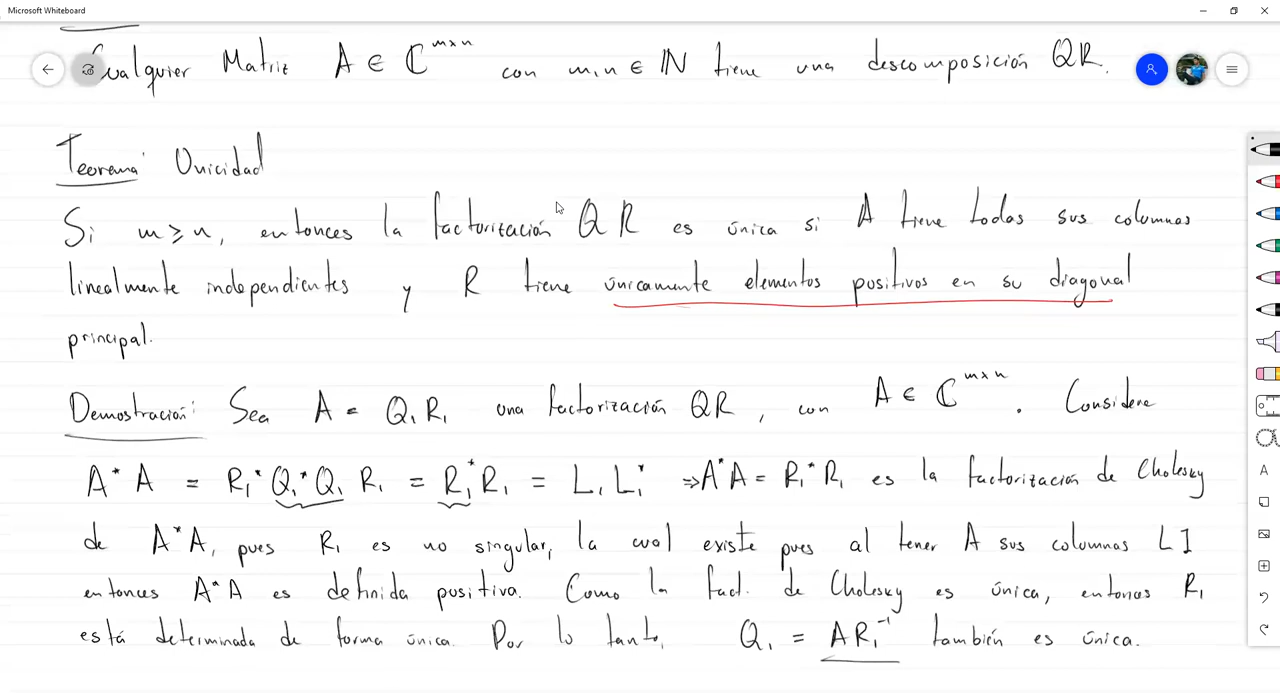 Microsoft Whiteboard
Cualquier Matriz A ∈ ℂ^{m×n} con m,n ∈ ℕ tiene una descomposición QR.
Teorema: Unicidad
Si m ≥ n, entonces la factorización QR es única si A tiene todas sus columnas
linealmente independientes y R tiene únicamente elementos positivos en su diagonal
principal.
Demostración: Sea A = Q₁R₁ una factorización QR, con A ∈ ℂ^{m×n}. Considere
A*A = R₁*Q₁*Q₁R₁ = R₁*R₁ = L₁L₁* ⇒ A*A = R₁*R₁ es la factorización de Cholesky
de A*A, pues R₁ es no singular, la cual existe pues al tener A sus columnas LI
entonces A*A es definida positiva. Como la fact. de Cholesky es única, entonces R₁
está determinada de forma única. Por lo tanto, Q₁ = AR₁⁻¹ también es única.
A